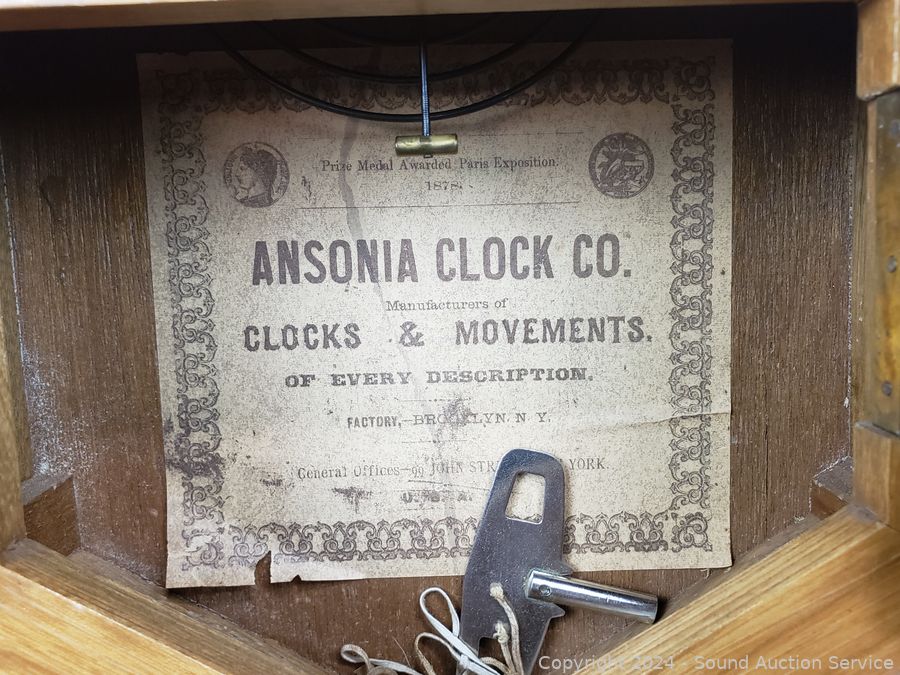 Prize Medal Awarded Paris Exposition.
1878.
ANSONIA CLOCK CO.
Manufacturers of
CLOCKS & MOVEMENTS.
OF EVERY DESCRIPTION.
FACTORY,—BROOKLYN, N. Y.
General Offices—99 JOHN STR YORK.
U. S. A.
Copyright 2024 - Sound Auction Service